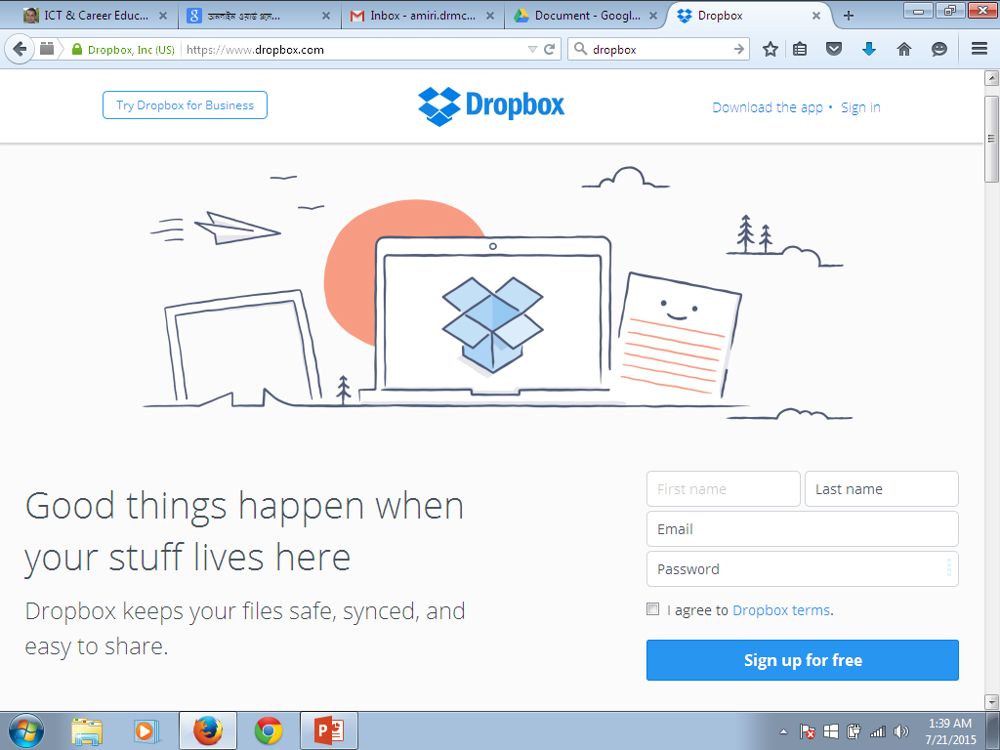 ICT & Career Educ...
Inbox - amiri.drmc...
Document - Googl...
Dropbox
Dropbox, Inc (US)
https://www.dropbox.com
dropbox
Try Dropbox for Business
Dropbox
Download the app • Sign in
Good things happen when
your stuff lives here
Dropbox keeps your files safe, synced, and
easy to share.
First name
Last name
Email
Password
I agree to Dropbox terms.
Sign up for free
1:39 AM
7/21/2015